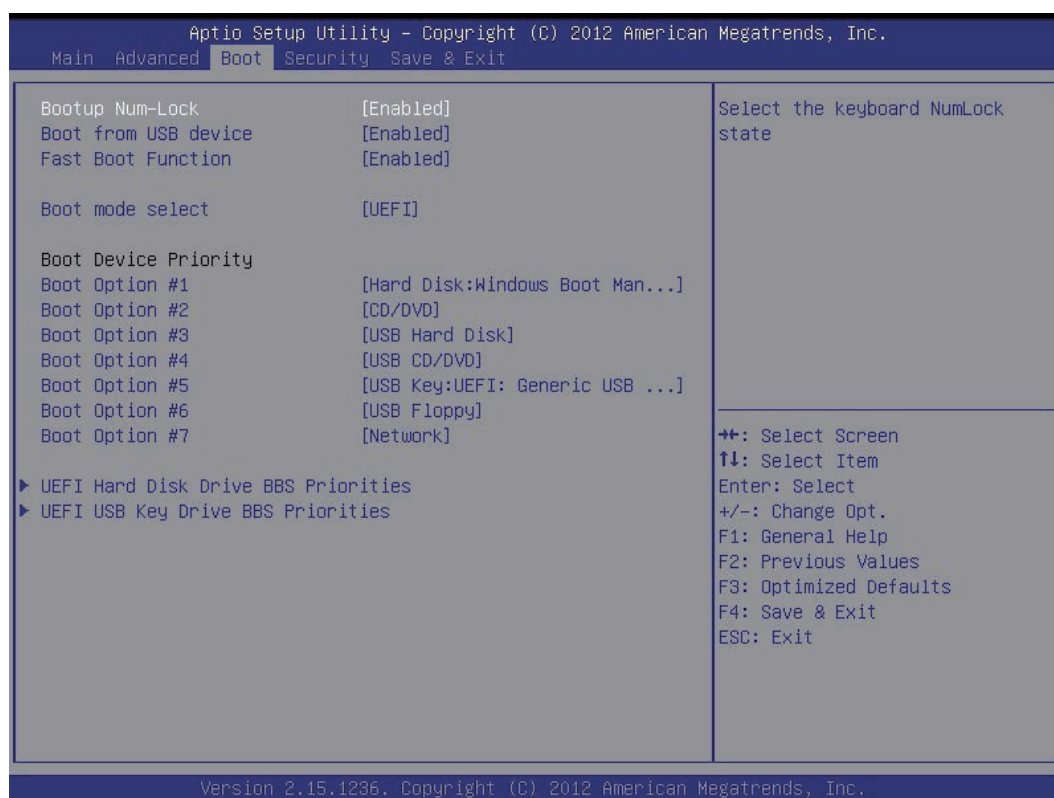 Aptio Setup Utility – Copyright (C) 2012 American Megatrends, Inc.
Main Advanced Boot Security Save & Exit
Bootup Num-Lock [Enabled]
Boot from USB device [Enabled]
Fast Boot Function [Enabled]
Boot mode select [UEFI]
Boot Device Priority
Boot Option #1 [Hard Disk:Windows Boot Man...]
Boot Option #2 [CD/DVD]
Boot Option #3 [USB Hard Disk]
Boot Option #4 [USB CD/DVD]
Boot Option #5 [USB Key:UEFI: Generic USB ...]
Boot Option #6 [USB Floppy]
Boot Option #7 [Network]
UEFI Hard Disk Drive BBS Priorities
UEFI USB Key Drive BBS Priorities
Select the keyboard NumLock
state
→←: Select Screen
↑↓: Select Item
Enter: Select
+/-: Change Opt.
F1: General Help
F2: Previous Values
F3: Optimized Defaults
F4: Save & Exit
ESC: Exit
Version 2.15.1236. Copyright (C) 2012 American Megatrends, Inc.